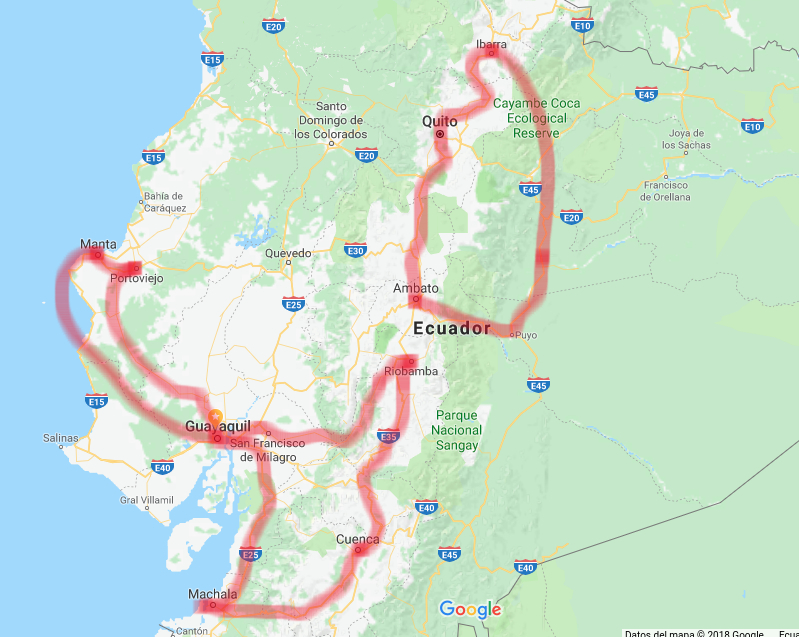 E20
E10
Ibarra
E15
E45
Cayambe Coca
Ecological
Reserve
Santo
Domingo de
los Colorados
Quito
E10
Joya de
los Sachas
E15
E20
Francisco
de Orellana
E45
Bahía de
Caráquez
E20
Manta
E30
Quevedo
Portoviejo
Ambato
E25
Ecuador
Puyo
Riobamba
E45
E15
Guayaquil
Parque
Nacional
Sangay
Salinas
San Francisco
de Milagro
E35
E40
Gral Villamil
E40
Cuenca
E25
E45
E40
Machala
Google
Cantón
Datos del mapa © 2018 Google
Ecua